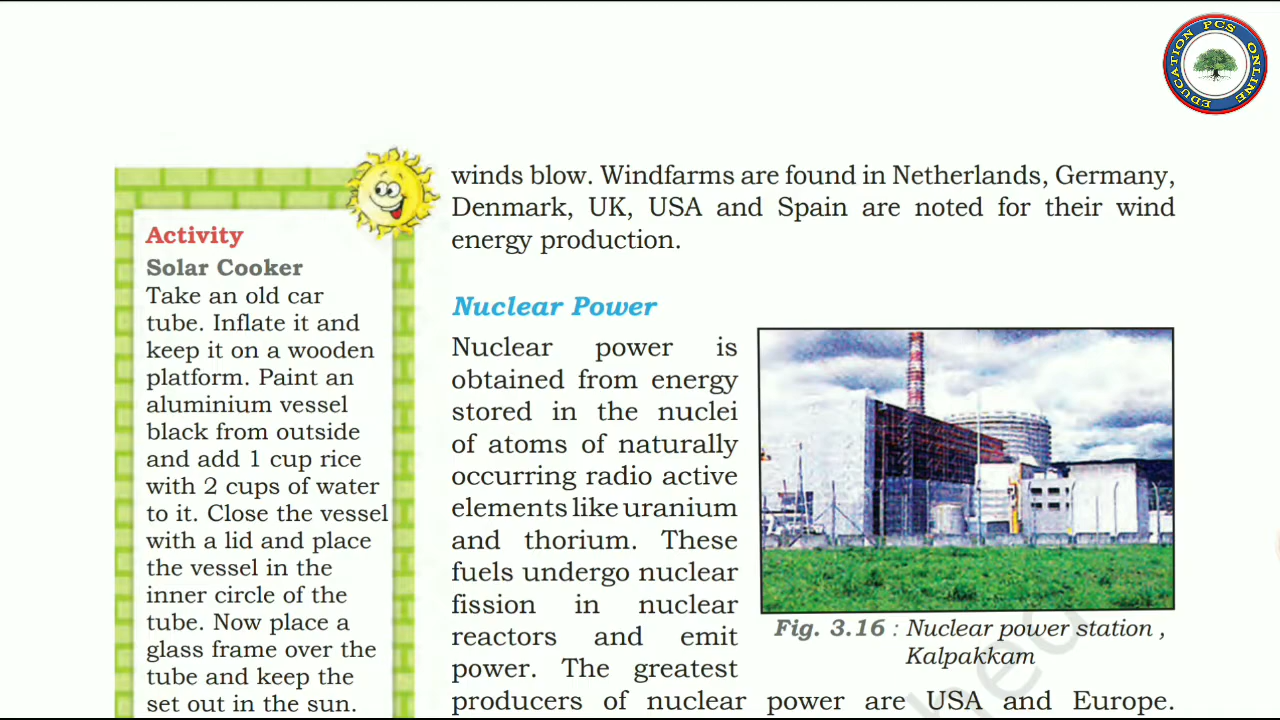 EDUCATION PCS ONLINE
winds blow. Windfarms are found in Netherlands, Germany,
Denmark, UK, USA and Spain are noted for their wind
energy production.
Activity
Solar Cooker
Take an old car
tube. Inflate it and
keep it on a wooden
platform. Paint an
aluminium vessel
black from outside
and add 1 cup rice
with 2 cups of water
to it. Close the vessel
with a lid and place
the vessel in the
inner circle of the
tube. Now place a
glass frame over the
tube and keep the
set out in the sun.
Nuclear Power
Nuclear power is
obtained from energy
stored in the nuclei
of atoms of naturally
occurring radio active
elements like uranium
and thorium. These
fuels undergo nuclear
fission in nuclear
reactors and emit
power. The greatest
producers of nuclear power are USA and Europe.
Fig. 3.16 : Nuclear power station ,
Kalpakkam